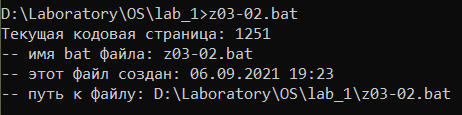 D:\Laboratory\OS\lab_1>z03-02.bat
Текущая кодовая страница: 1251
-- имя bat файла: z03-02.bat
-- этот файл создан: 06.09.2021 19:23
-- путь к файлу: D:\Laboratory\OS\lab_1\z03-02.bat